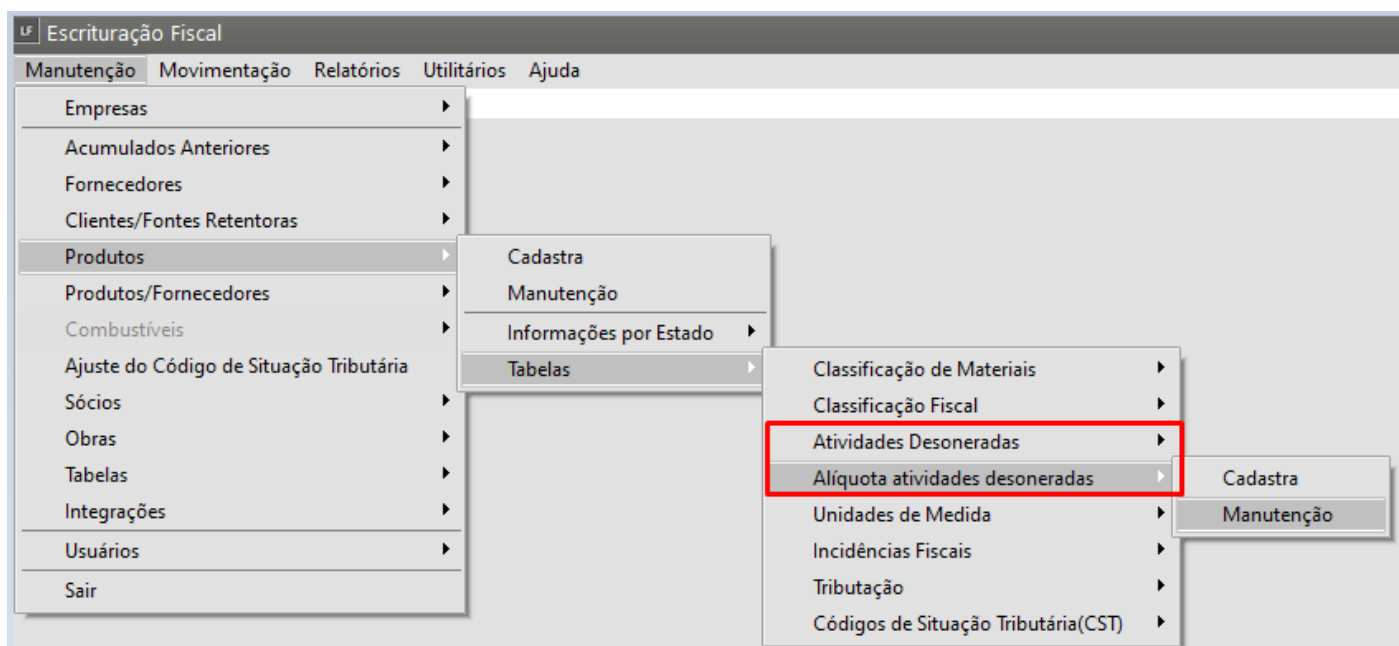 LF Escrituração Fiscal
Manutenção Movimentação Relatórios Utilitários Ajuda
Empresas
Acumulados Anteriores
Fornecedores
Clientes/Fontes Retentoras
Produtos
Produtos/Fornecedores
Combustíveis
Ajuste do Código de Situação Tributária
Sócios
Obras
Tabelas
Integrações
Usuários
Sair
Cadastra
Manutenção
Informações por Estado
Tabelas
Classificação de Materiais
Classificação Fiscal
Atividades Desoneradas
Alíquota atividades desoneradas
Unidades de Medida
Incidências Fiscais
Tributação
Códigos de Situação Tributária(CST)
Cadastra
Manutenção